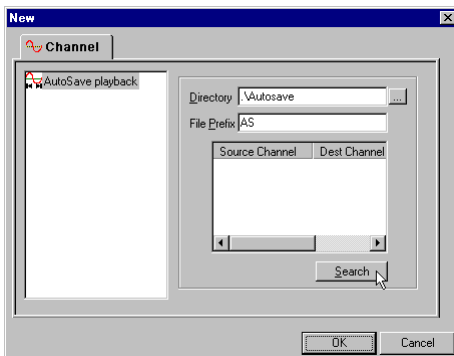 New
Channel
AutoSave playback
Directory .\Autosave ...
File Prefix AS
Source Channel Dest Channel
Search
OK Cancel